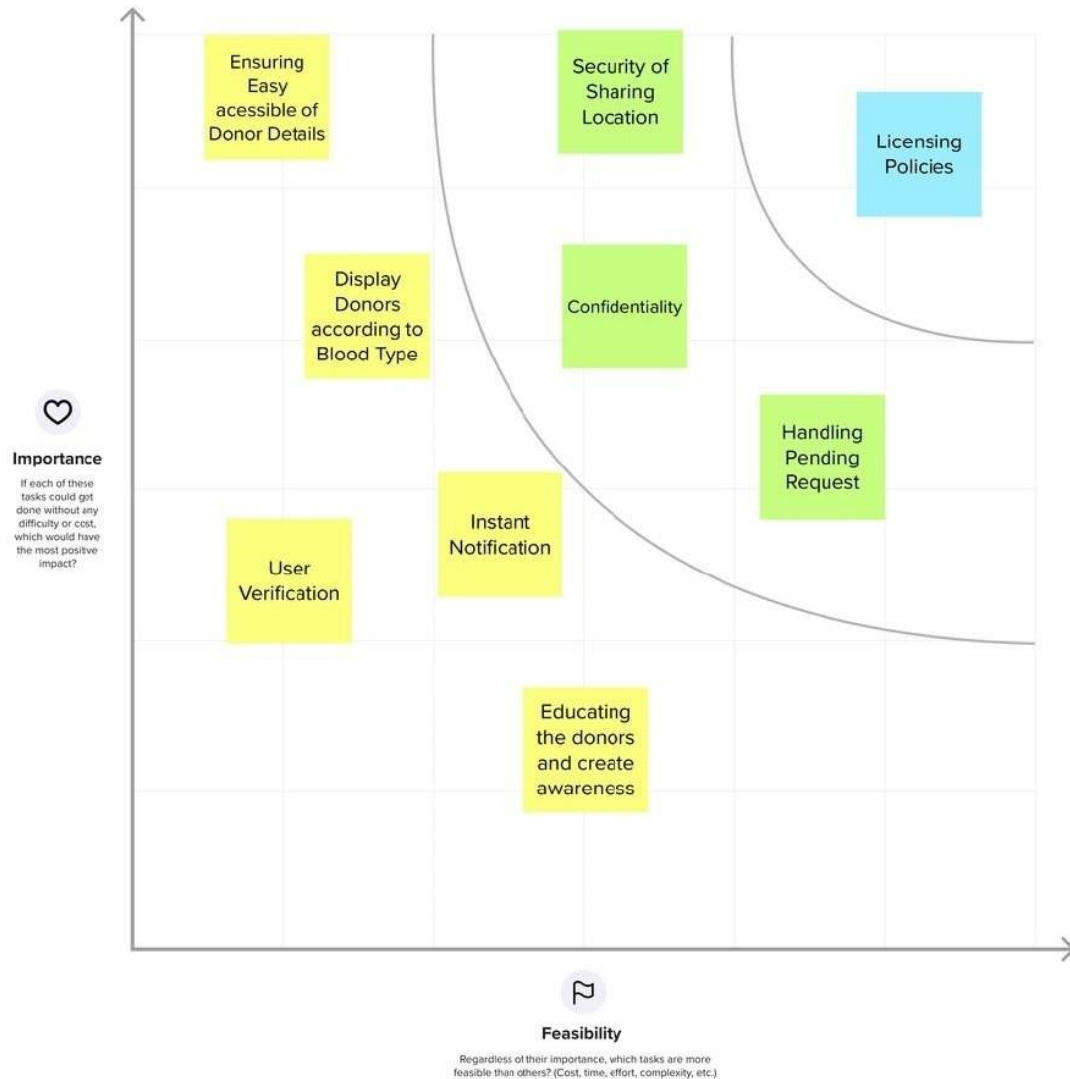 Ensuring
Easy
acessible of
Donor Details
Security of
Sharing
Location
Licensing
Policies
Display
Donors
according to
Blood Type
Confidentiality
Handling
Pending
Request
Importance
If each of these
tasks could get
done without any
difficulty or cost,
which would have
the most positive
impact?
Instant
Notification
User
Verification
Educating
the donors
and create
awareness
Feasibility
Regardless of their importance, which tasks are more
feasible than others? (Cost, time, effort, complexity, etc.)